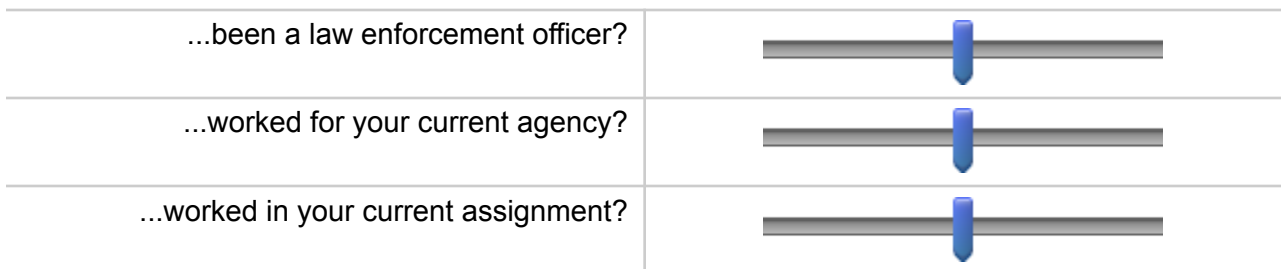 ...been a law enforcement officer?
...worked for your current agency?
...worked in your current assignment?